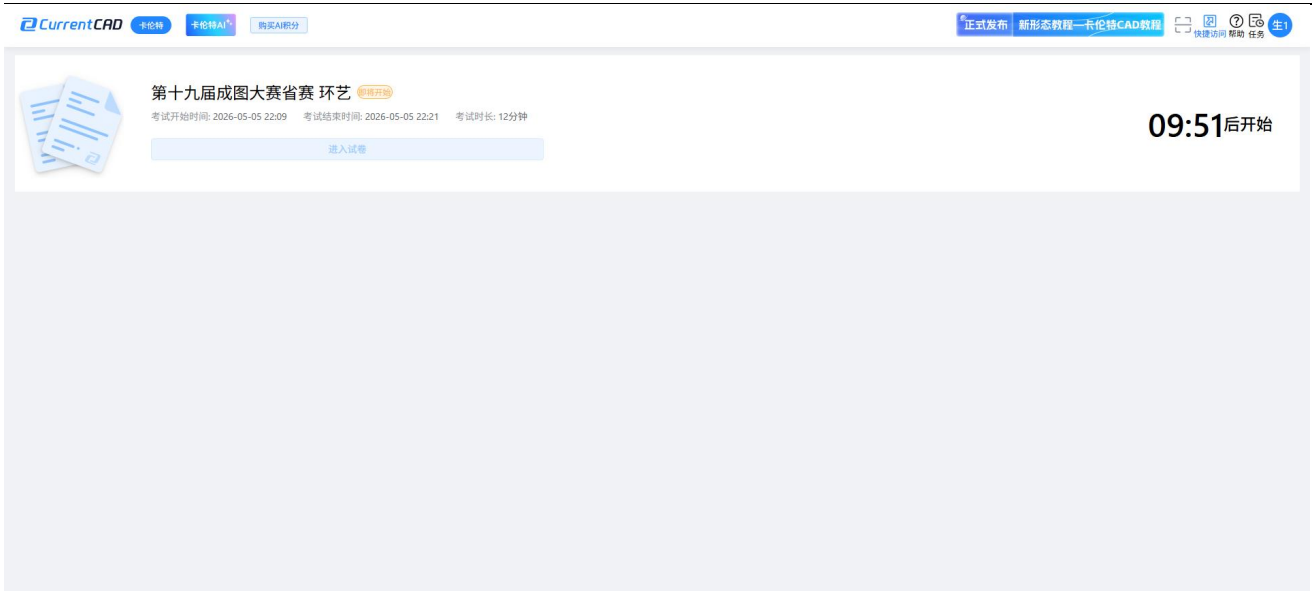 CurrentCAD 卡伦特 卡伦特AI 购买AI积分 正式发布 新形态教程—卡伦特CAD教程 快捷访问 帮助 任务 生1
第十九届成图大赛省赛 环艺 即将开始
考试开始时间: 2026-05-05 22:09 考试结束时间: 2026-05-05 22:21 考试时长: 12分钟
09:51后开始
进入试卷